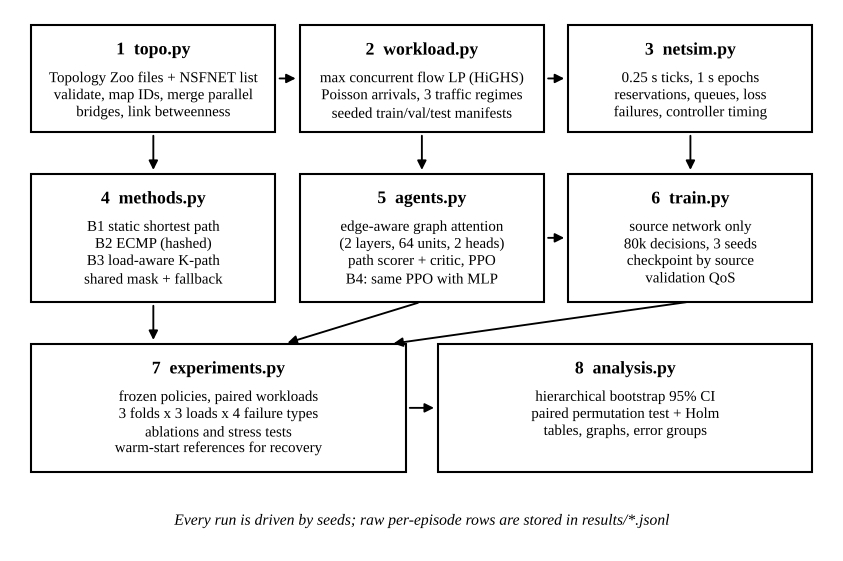 1 topo.py
Topology Zoo files + NSFNET list
validate, map IDs, merge parallel
bridges, link betweenness
2 workload.py
max concurrent flow LP (HiGHS)
Poisson arrivals, 3 traffic regimes
seeded train/val/test manifests
3 netsim.py
0.25 s ticks, 1 s epochs
reservations, queues, loss
failures, controller timing
4 methods.py
B1 static shortest path
B2 ECMP (hashed)
B3 load-aware K-path
shared mask + fallback
5 agents.py
edge-aware graph attention
(2 layers, 64 units, 2 heads)
path scorer + critic, PPO
B4: same PPO with MLP
6 train.py
source network only
80k decisions, 3 seeds
checkpoint by source
validation QoS
7 experiments.py
frozen policies, paired workloads
3 folds x 3 loads x 4 failure types
ablations and stress tests
warm-start references for recovery
8 analysis.py
hierarchical bootstrap 95% CI
paired permutation test + Holm
tables, graphs, error groups
Every run is driven by seeds; raw per-episode rows are stored in results/*.jsonl